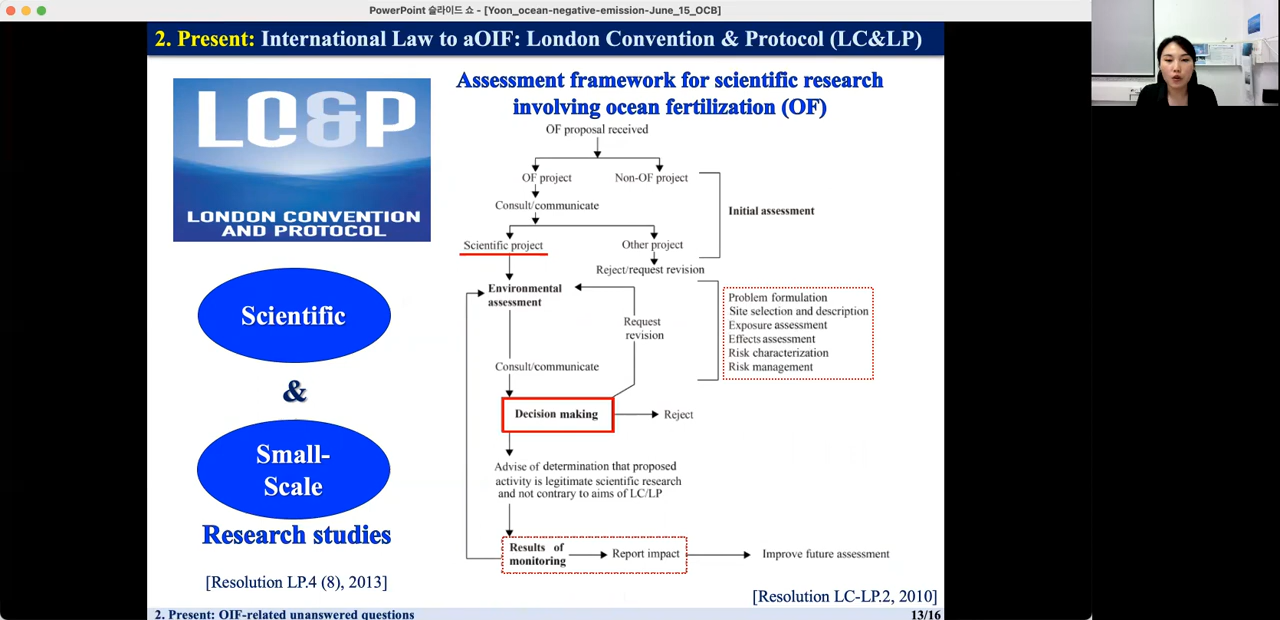 PowerPoint 슬라이드 쇼 - [Yoon_ocean-negative-emission-June_15_OCB]
2. Present: International Law to aOIF: London Convention & Protocol (LC&LP)
LC&P
LONDON CONVENTION
AND PROTOCOL
Scientific
&
Small-
Scale
Research studies
[Resolution LP.4 (8), 2013]
Assessment framework for scientific research
involving ocean fertilization (OF)
OF proposal received
OF project
Non-OF project
Consult/communicate
Initial assessment
Scientific project
Other project
Reject/request revision
Environmental
assessment
Request
revision
Problem formulation
Site selection and description
Exposure assessment
Effects assessment
Risk characterization
Risk management
Consult/communicate
Decision making
Reject
Advise of determination that proposed
activity is legitimate scientific research
and not contrary to aims of LC/LP
Results of
monitoring
Report impact
Improve future assessment
[Resolution LC-LP.2, 2010]
2. Present: OIF-related unanswered questions
13/16